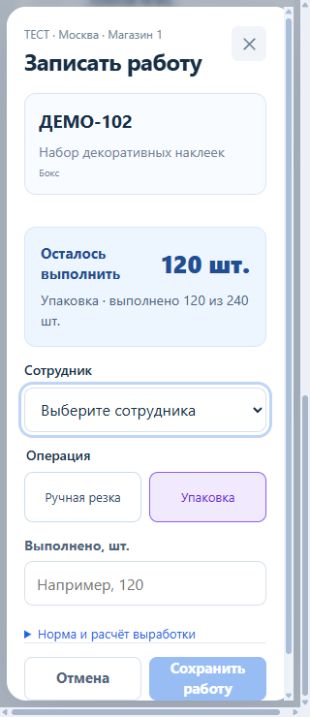 ТЕСТ · Москва · Магазин 1
Записать работу
ДЕМО-102
Набор декоративных наклеек
Бокс
Осталось
выполнить
120 шт.
Упаковка · выполнено 120 из 240
шт.
Сотрудник
Выберите сотрудника
Операция
Ручная резка
Упаковка
Выполнено, шт.
Например, 120
Норма и расчёт выработки
Отмена
Сохранить
работу